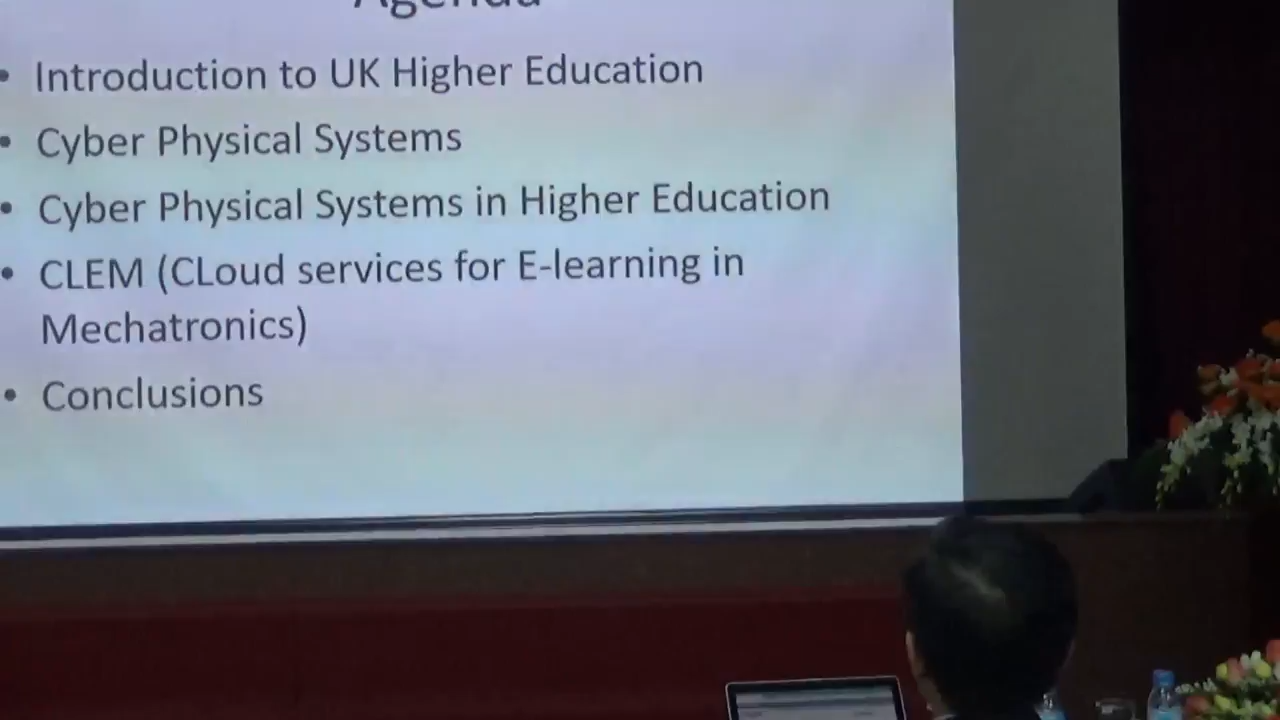 Agenda
• Introduction to UK Higher Education
• Cyber Physical Systems
• Cyber Physical Systems in Higher Education
• CLEM (CLoud services for E-learning in
Mechatronics)
• Conclusions